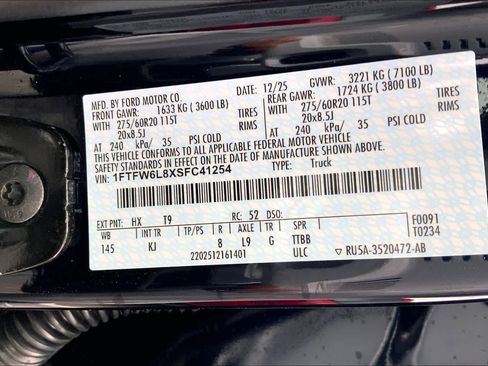 MFD. BY FORD MOTOR CO.
DATE: 12/25 GVWR: 3221 KG ( 7100 LB)
FRONT GAWR: REAR GAWR:
1633 KG ( 3600 LB) 1724 KG ( 3800 LB)
WITH TIRES WITH TIRES
275/60R20 115T 275/60R20 115T
20x8.5J 20x8.5J
AT 240 kPa/ 35 PSI COLD AT 240 kPa/ 35 PSI COLD
THIS VEHICLE CONFORMS TO ALL APPLICABLE FEDERAL MOTOR VEHICLE
SAFETY AND THEFT PREVENTION STANDARDS IN EFFECT ON THE DATE OF
MANUFACTURE SHOWN ABOVE.
VIN: 1FTFW6L8XSFC41254 TYPE: Truck
EXT PNT: HX T9 RC: 52 DSO: F0091
WB INT TR TP/PS R AXLE TR SPR T0234
145 KJ 8 L9 G TTBB
2202512161401 ULC ▽ RU5A-3520472-AB